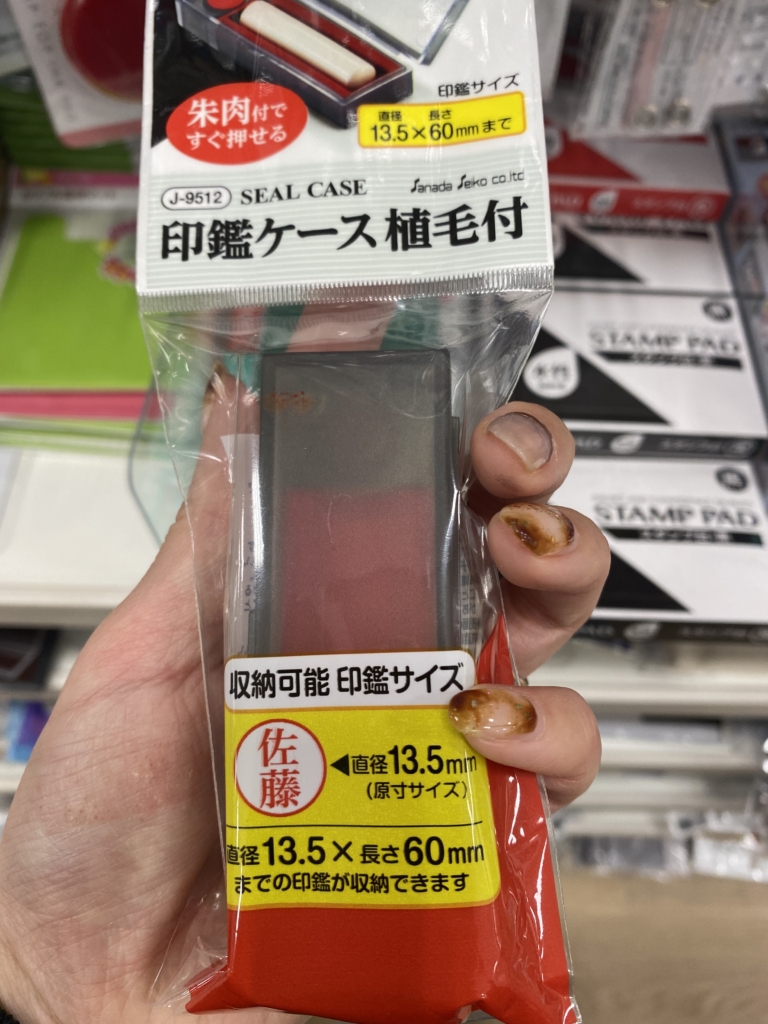 印鑑サイズ
朱肉付で
すぐ押せる
直径 長さ
13.5×60mmまで
J-9512 SEAL CASE Sanada Seiko co.ltd
印鑑ケース 植毛付
収納可能 印鑑サイズ
佐藤
◀直径13.5mm
(原寸サイズ)
直径13.5×長さ60mm
までの印鑑が収納できます
STAMP PAD
水性
STAMP PAD